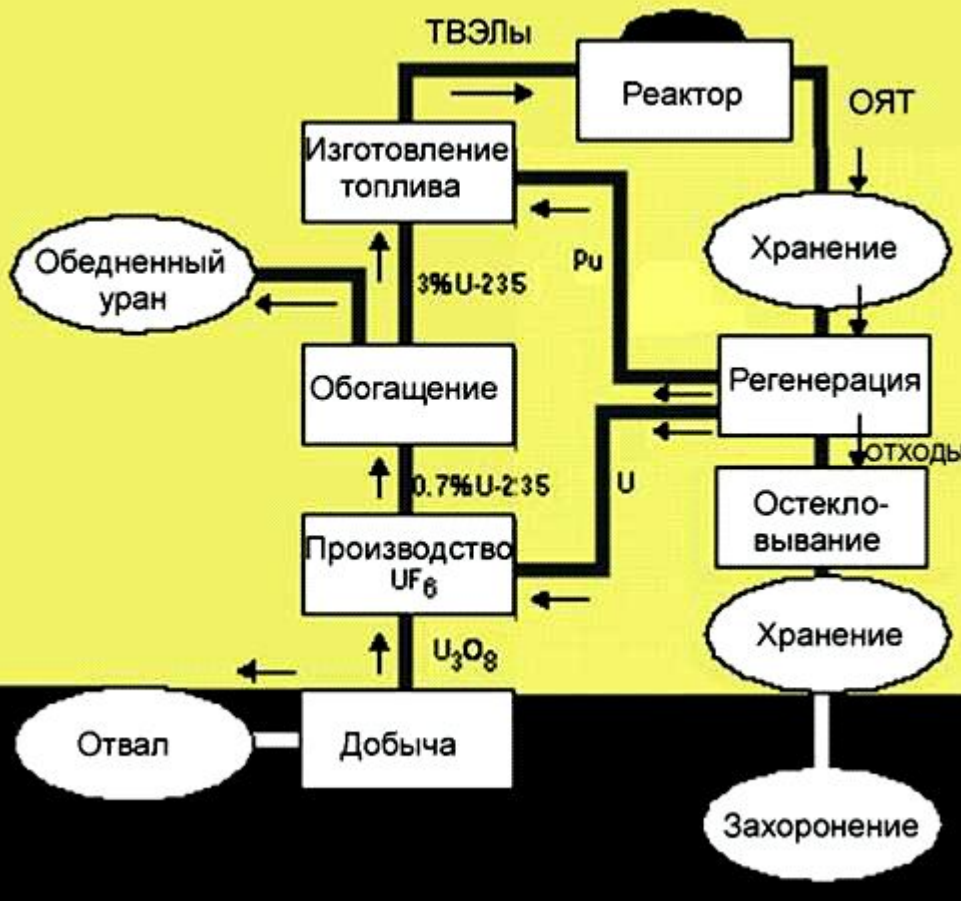 ТВЭЛы
Реактор
ОЯТ
Изготовление
топлива
Хранение
Обедненный
уран
Pu
3%U-235
Обогащение
Регенерация
отходы
0.7%U-235
U
Остекло-
вывание
Производство
UF6
Хранение
U3O8
Отвал
Добыча
Захоронение